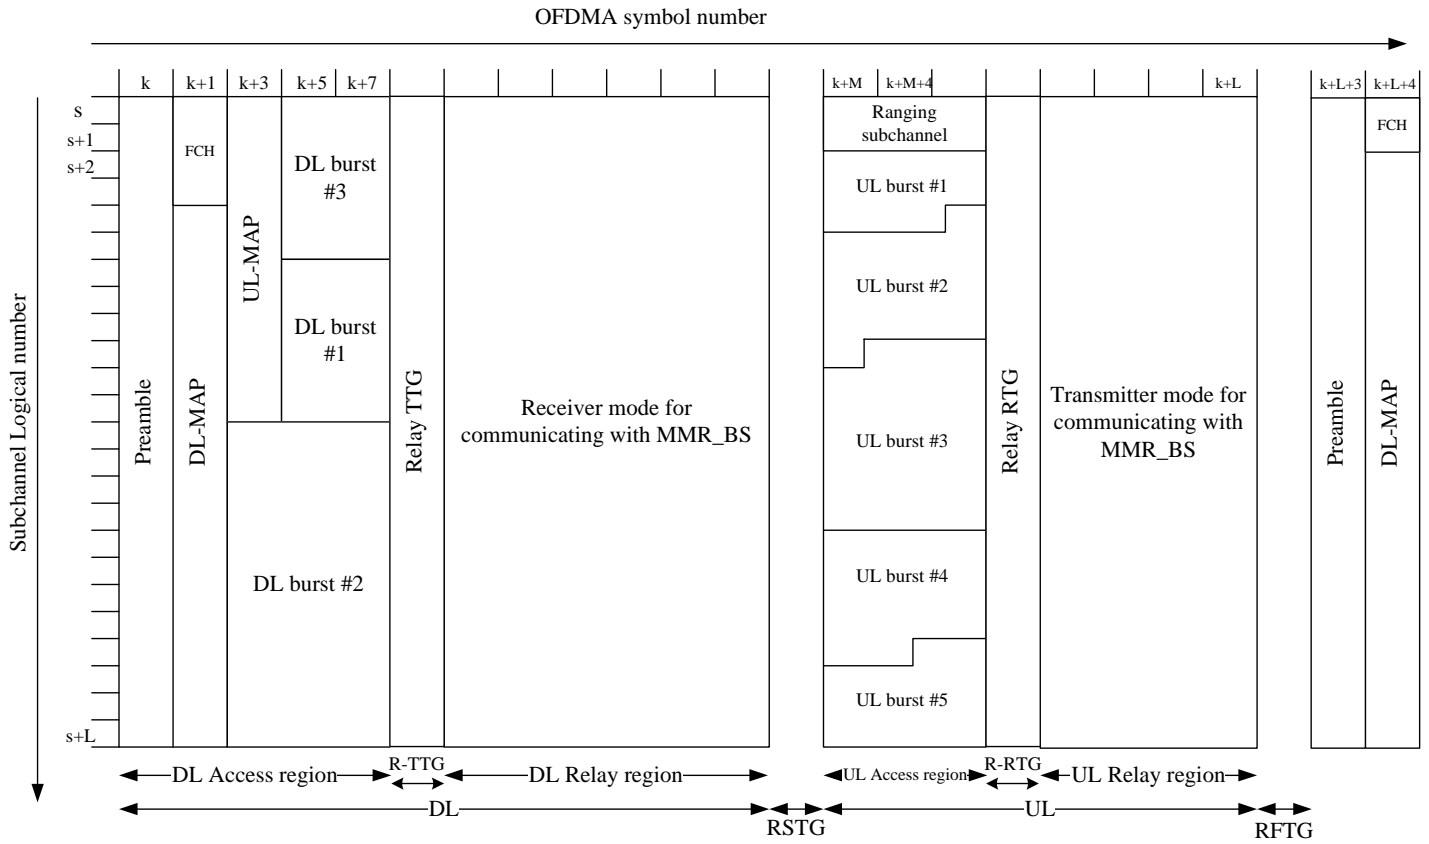 OFDMA symbol number
k
k+1
k+3
k+5
k+7
k+M
k+M+4
k+L
k+L+3
k+L+4
Subchannel Logical number
s
s+1
s+2
s+L
Preamble
FCH
DL-MAP
UL-MAP
DL burst
#3
DL burst
#1
DL burst #2
Relay TTG
Receiver mode for
communicating with MMR_BS
Ranging
subchannel
UL burst #1
UL burst #2
UL burst #3
UL burst #4
UL burst #5
Relay RTG
Transmitter mode for
communicating with
MMR_BS
Preamble
FCH
DL-MAP
DL Access region
R-TTG
DL Relay region
UL Access region
R-RTG
UL Relay region
DL
RSTG
UL
RFTG